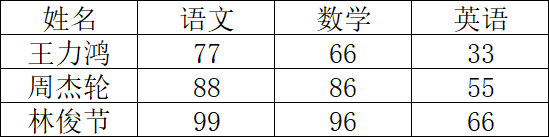 姓名 语文 数学 英语
王力鸿 77 66 33
周杰轮 88 86 55
林俊节 99 96 66